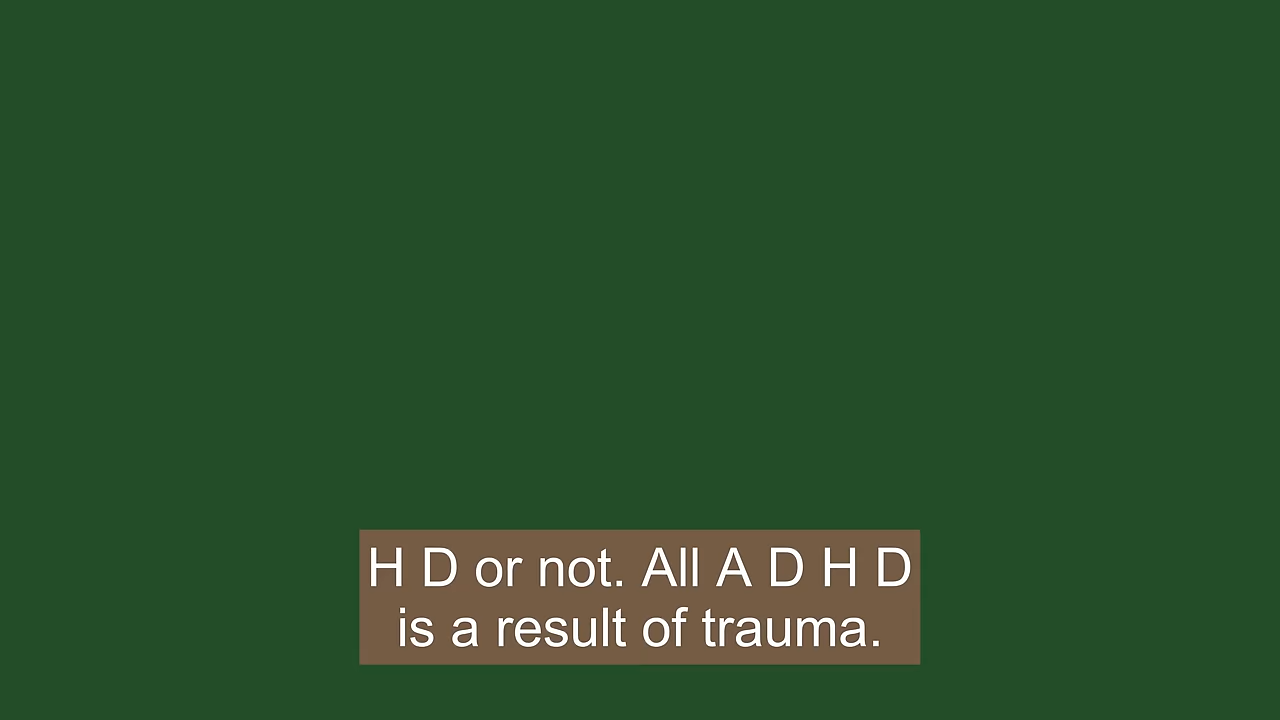 H D or not. All A D H D
is a result of trauma.